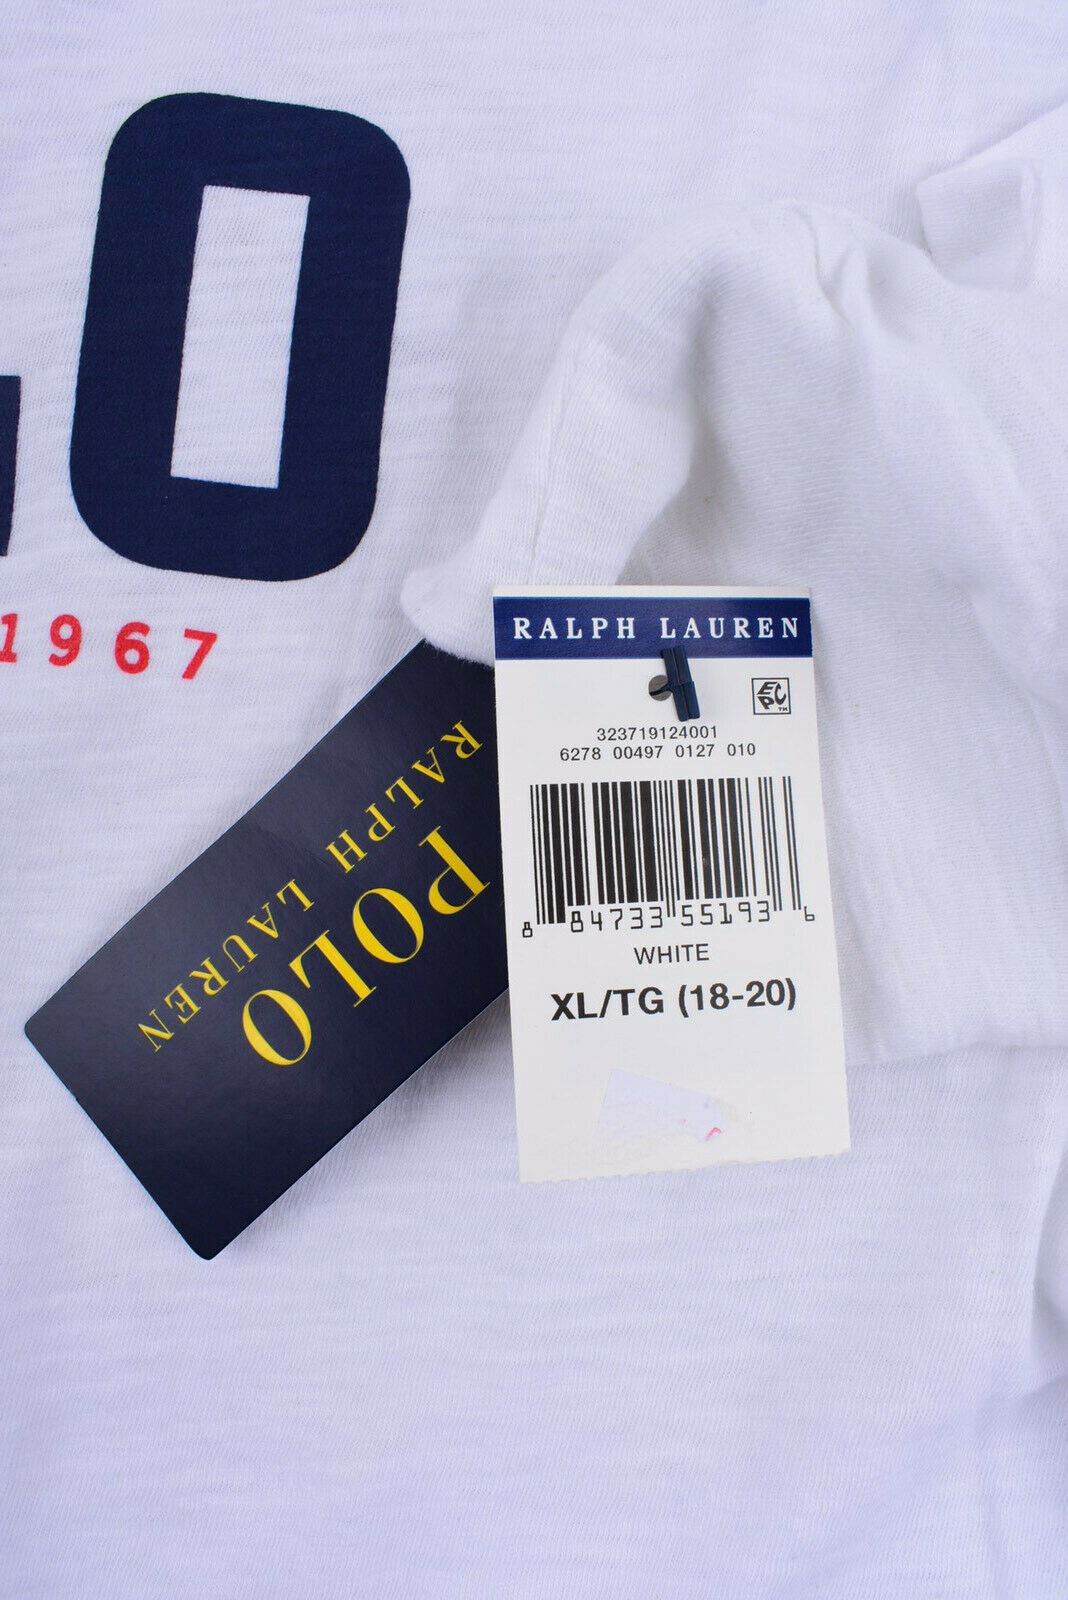 LO
1967
RALPH LAUREN
EPC™
323719124001
6278 00497 0127 010
8 84733 55193 6
WHITE
XL/TG (18-20)
POLO
RALPH LAUREN